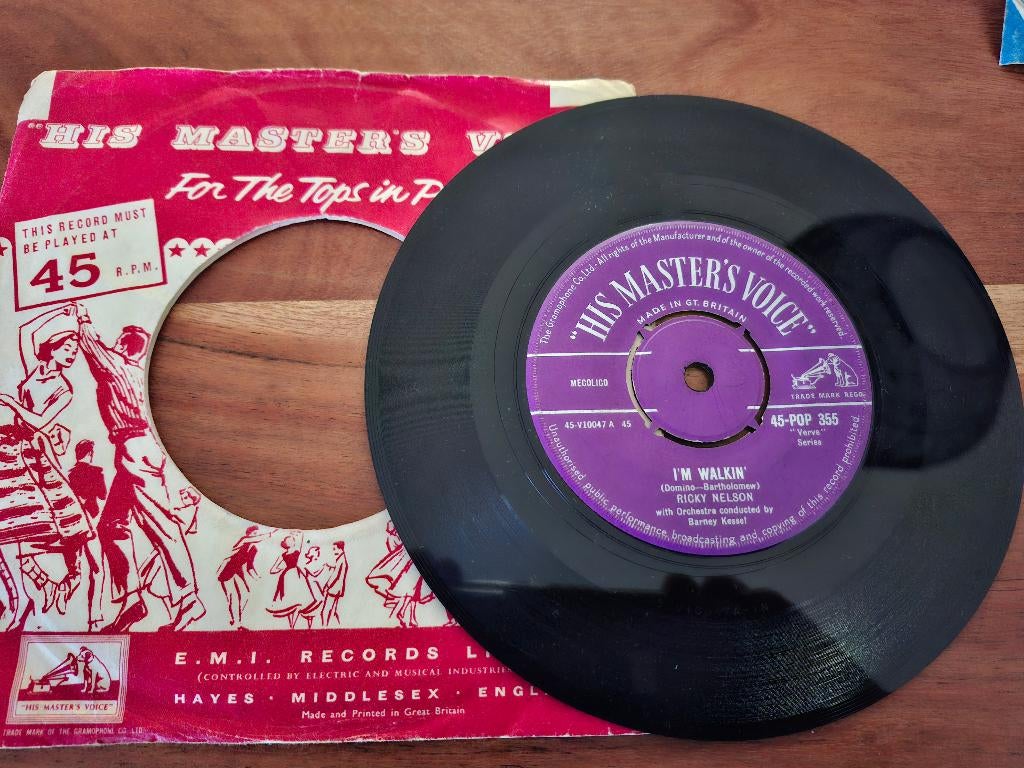 "HIS MASTER'S V
For The Tops in P
THIS RECORD MUST
BE PLAYED AT
45 R.P.M.
E.M.I. RECORDS
(CONTROLLED BY ELECTRIC AND MUSICAL INDUSTRIES
HAYES · MIDDLESEX · ENGL
Made and Printed in Great Britain
"HIS MASTER'S VOICE"
TRADE MARK OF THE GRAMOPHONE CO. LTD
The Gramophone Co. Ltd.- All rights of the Manufacturer and of the owner of the recorded work reserved.
"HIS MASTER'S VOICE"
MADE IN GT. BRITAIN
MECOLICO
TRADE MARK REGD.
45-V10047 A 45
45-POP 355
"Verve"
Series
I'M WALKIN'
(Domino—Bartholomew)
RICKY NELSON
with Orchestra conducted by
Barney Kessel
Unauthorised public performance, broadcasting and copying of this record prohibited.